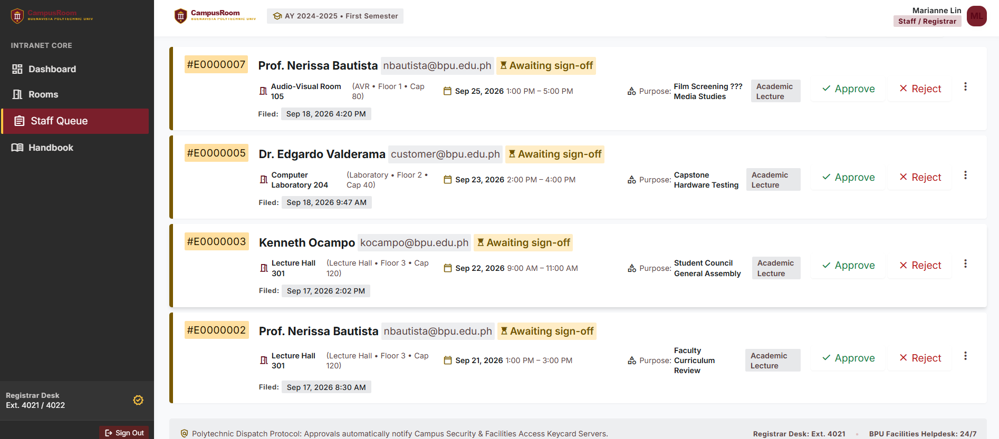 CampusRoom
BUENAVISTA POLYTECHNIC UNIV
INTRANET CORE
Dashboard
Rooms
Staff Queue
Handbook
Registrar Desk
Ext. 4021 / 4022
Sign Out
CampusRoom
BUENAVISTA POLYTECHNIC UNIV
AY 2024-2025 • First Semester
Marianne Lin
Staff / Registrar
ML
#E0000007
Prof. Nerissa Bautista nbautista@bpu.edu.ph Awaiting sign-off
Audio-Visual Room
105
(AVR • Floor 1 • Cap
80)
Sep 25, 2026 1:00 PM – 5:00 PM
Purpose:
Film Screening ???
Media Studies
Academic
Lecture
Approve
Reject
Filed: Sep 18, 2026 4:20 PM
#E0000005
Dr. Edgardo Valderama customer@bpu.edu.ph Awaiting sign-off
Computer
Laboratory 204
(Laboratory • Floor 2 •
Cap 40)
Sep 23, 2026 2:00 PM – 4:00 PM
Purpose:
Capstone
Hardware Testing
Academic
Lecture
Approve
Reject
Filed: Sep 18, 2026 9:47 AM
#E0000003
Kenneth Ocampo kocampo@bpu.edu.ph Awaiting sign-off
Lecture Hall
301
(Lecture Hall • Floor 3 • Cap
120)
Sep 22, 2026 9:00 AM – 11:00 AM
Purpose:
Student Council
General Assembly
Academic
Lecture
Approve
Reject
Filed: Sep 17, 2026 2:02 PM
#E0000002
Prof. Nerissa Bautista nbautista@bpu.edu.ph Awaiting sign-off
Lecture Hall
301
(Lecture Hall • Floor 3 • Cap
120)
Sep 21, 2026 1:00 PM – 3:00 PM
Purpose:
Faculty
Curriculum
Review
Academic
Lecture
Approve
Reject
Filed: Sep 17, 2026 8:30 AM
Polytechnic Dispatch Protocol: Approvals automatically notify Campus Security & Facilities Access Keycard Servers.
Registrar Desk: Ext. 4021 • BPU Facilities Helpdesk: 24/7